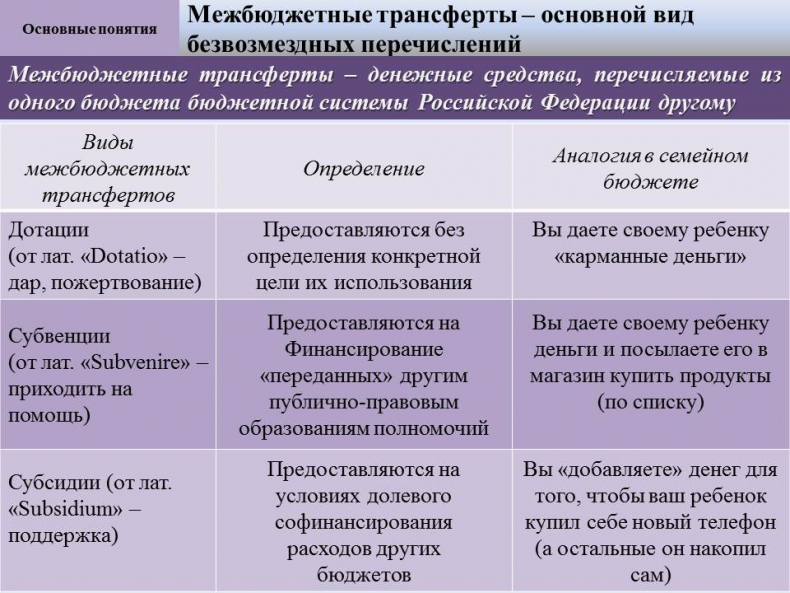 Основные понятия
Межбюджетные трансферты – основной вид
безвозмездных перечислений
Межбюджетные трансферты – денежные средства, перечисляемые из
одного бюджета бюджетной системы Российской Федерации другому
Виды
межбюджетных
трансфертов
Определение
Аналогия в семейном
бюджете
Дотации
(от лат. «Dotatio» –
дар, пожертвование)
Предоставляются без
определения конкретной
цели их использования
Вы даете своему ребенку
«карманные деньги»
Субвенции
(от лат. «Subvenire» –
приходить на
помощь)
Предоставляются на
Финансирование
«переданных» другим
публично-правовым
образованиям полномочий
Вы даете своему ребенку
деньги и посылаете его в
магазин купить продукты
(по списку)
Субсидии (от лат.
«Subsidium» –
поддержка)
Предоставляются на
условиях долевого
софинансирования
расходов других
бюджетов
Вы «добавляете» денег для
того, чтобы ваш ребенок
купил себе новый телефон
(а остальные он накопил
сам)